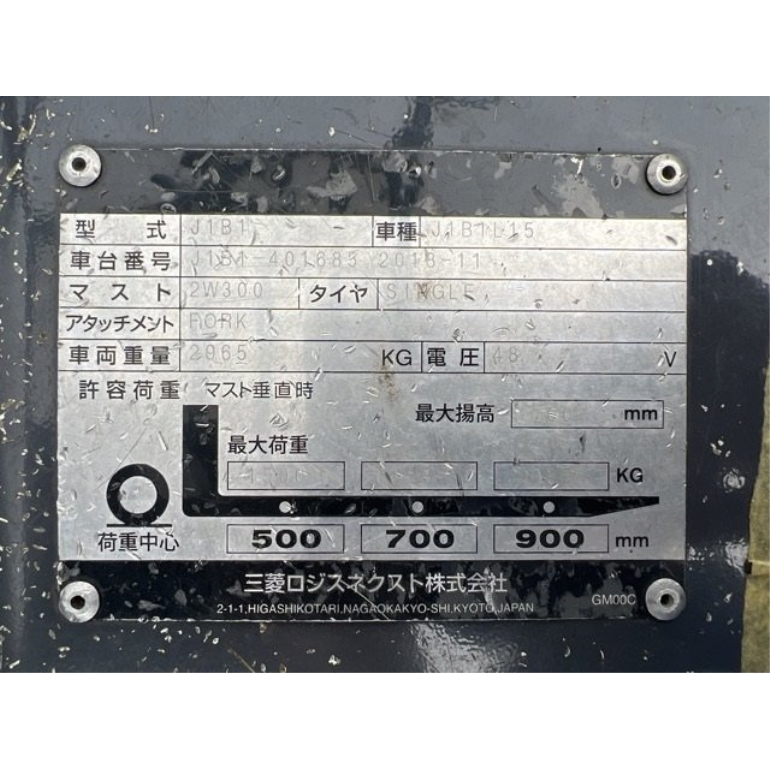 型式 J1B1 車種 J1B1L15
車台番号 J1B1-401683 2018-11
マスト 2W300 タイヤ SINGLE
アタッチメント FORK
車両重量 2965 KG 電圧 48 V
許容荷重 マスト垂直時
最大揚高 mm
最大荷重
KG
荷重中心 500 700 900 mm
三菱ロジスネクスト株式会社
2-1-1,HIGASHIKOTARI,NAGAOKAKYO-SHI,KYOTO,JAPAN GM00C